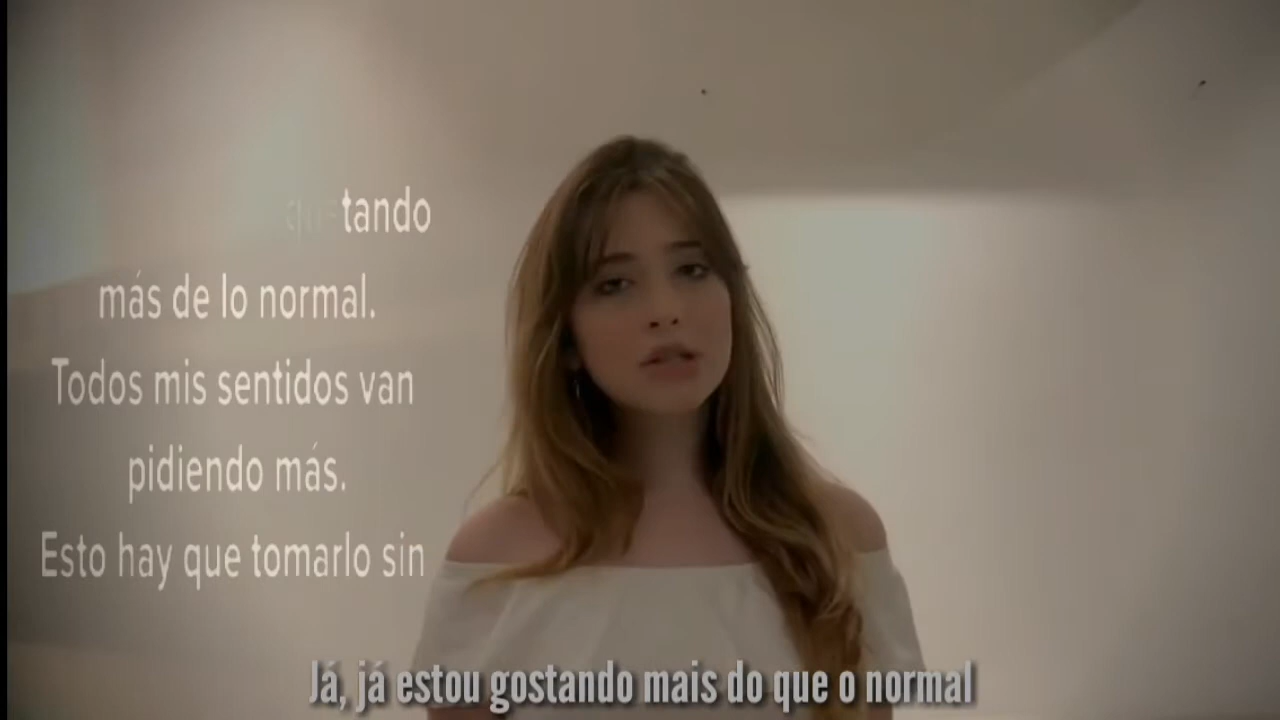 tando
más de lo normal.
Todos mis sentidos van
pidiendo más.
Esto hay que tomarlo sin
Já, já estou gostando mais do que o normal